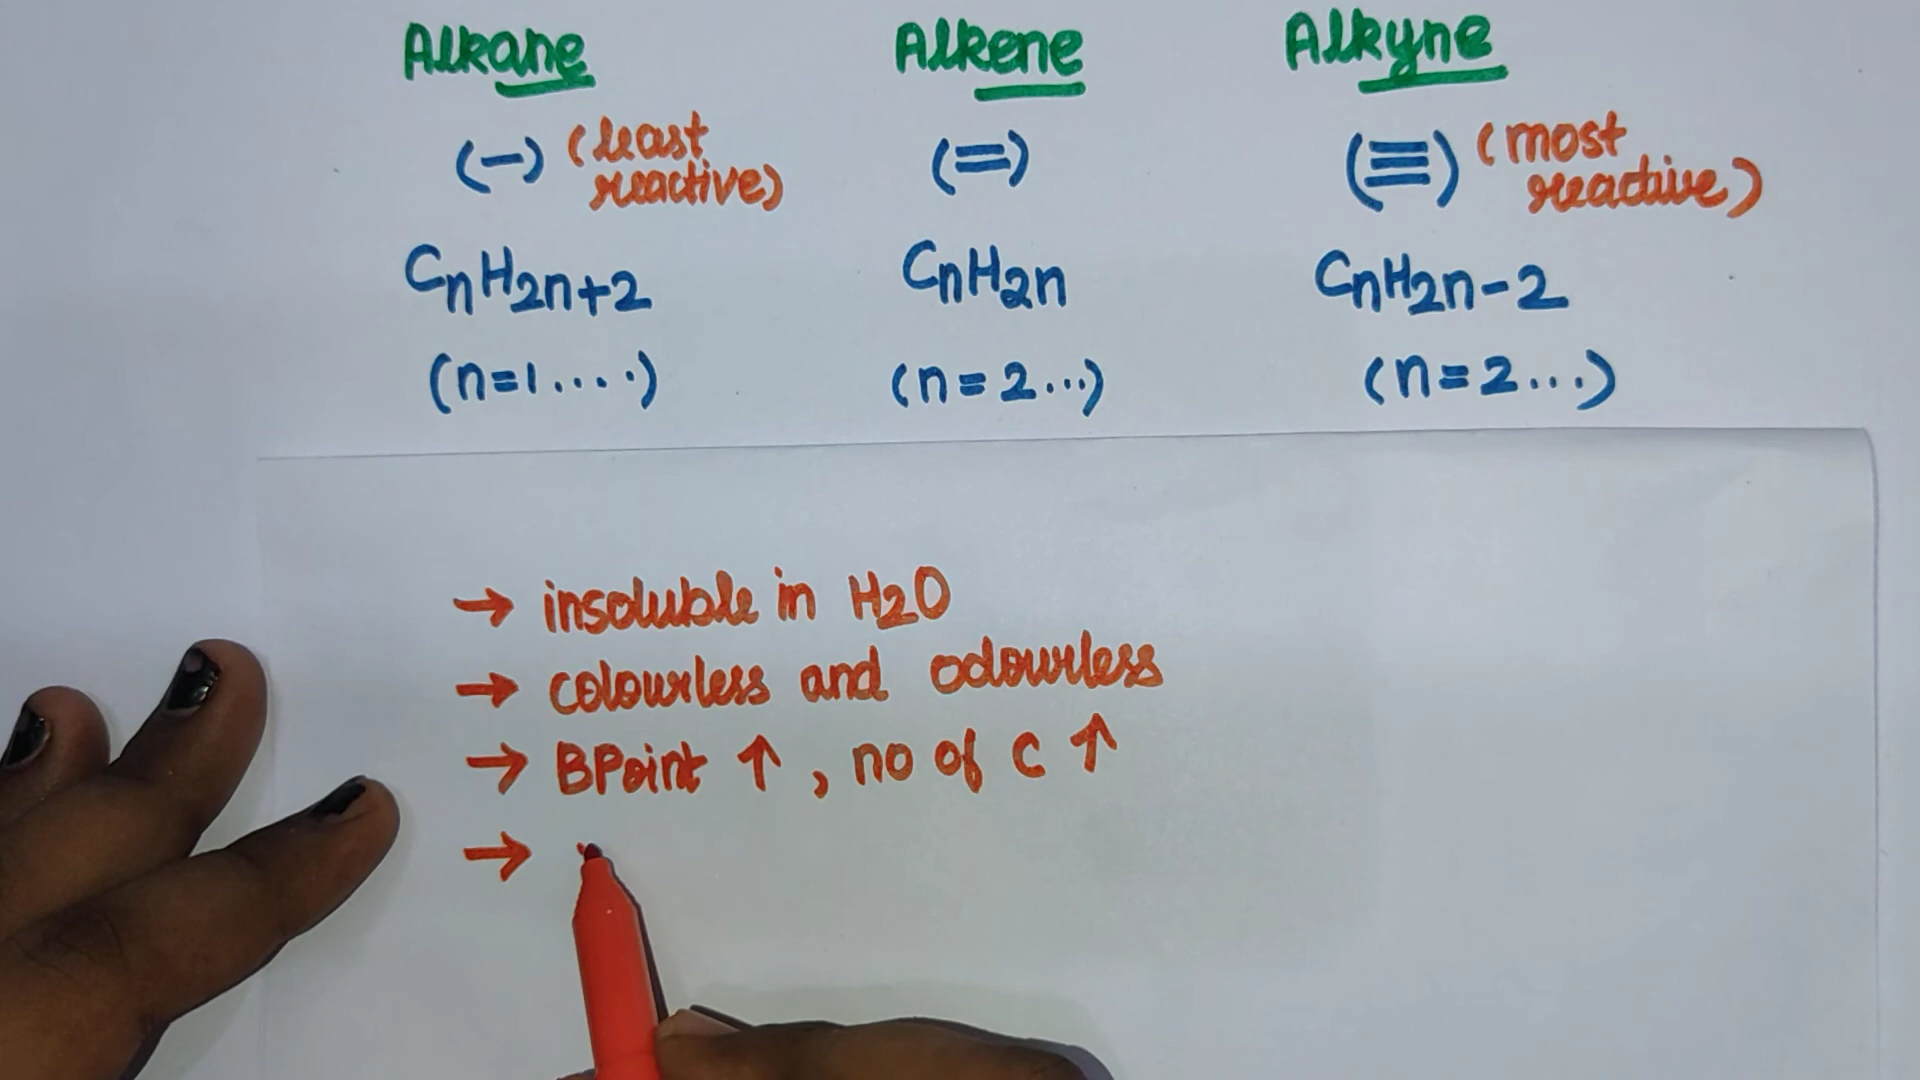 Alkane Alkene Alkyne
(-) (least reactive) (=) (≡) (most reactive)
CnH2n+2 CnH2n CnH2n-2
(n=1....) (n=2...) (n=2...)
→ insoluble in H2O
→ colourless and odourless
→ BPoint ↑, no of C ↑
→